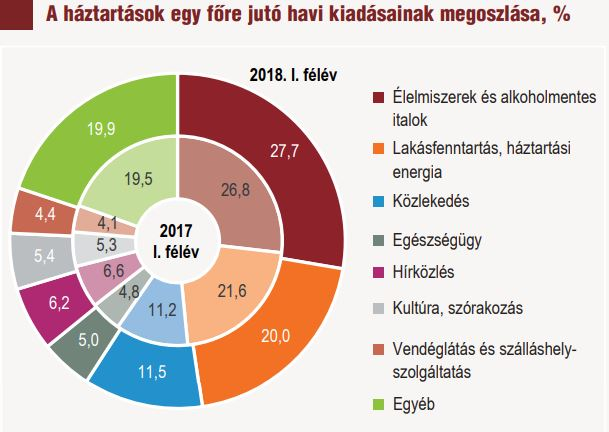 A háztartások egy főre jutó havi kiadásainak megoszlása, %
2018. I. félév
27,7
20,0
11,5
5,0
6,2
5,4
4,4
19,9
2017
I. félév
26,8
21,6
11,2
4,8
6,6
5,3
4,1
19,5
Élelmiszerek és alkoholmentes
italok
Lakásfenntartás, háztartási
energia
Közlekedés
Egészségügy
Hírközlés
Kultúra, szórakozás
Vendéglátás és szálláshely-
szolgáltatás
Egyéb